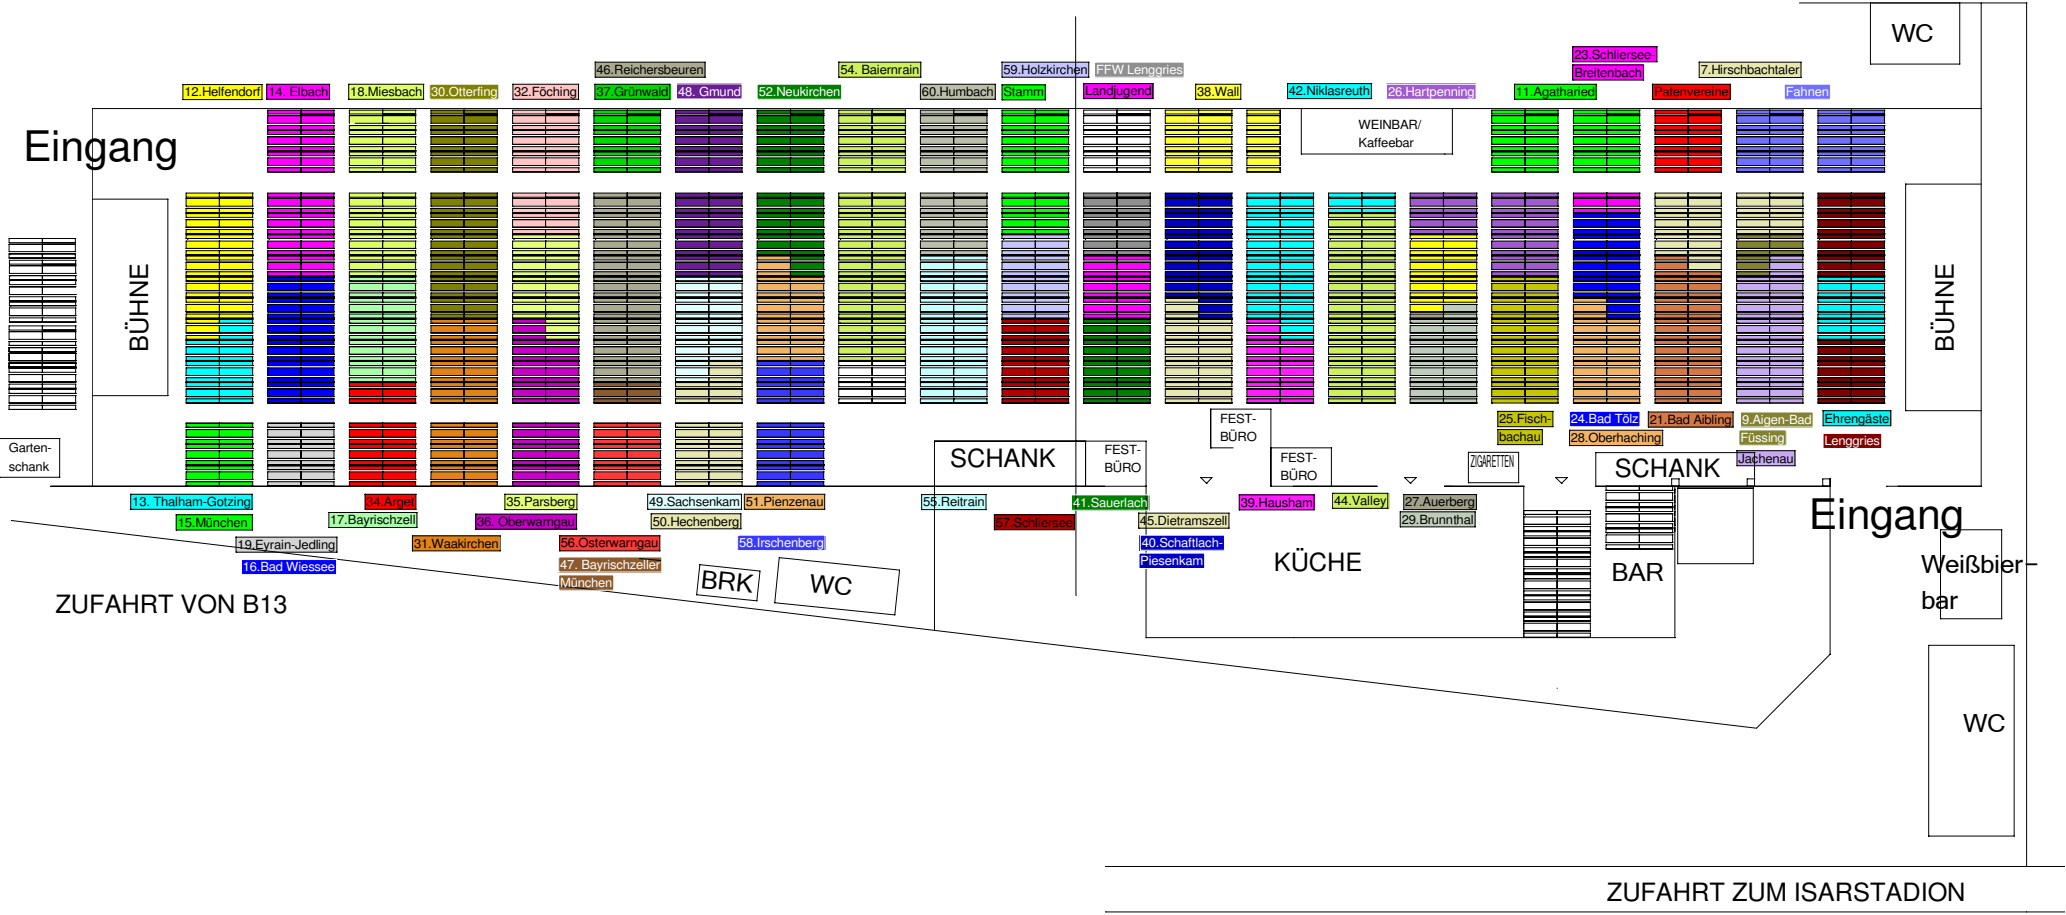 WC
23.Schliersee-
Breitenbach
46.Reichersbeuren
54. Baiernrain
59.Holzkirchen
FFW Lenggries
7.Hirschbachtaler
12.Helfendorf
14. Elbach
18.Miesbach
30.Otterfing
32.Föching
37.Grünwald
48. Gmund
52.Neukirchen
60.Humbach
Stamm
Landjugend
38.Wall
42.Niklasreuth
26.Hartpenning
11.Agatharied
Patenvereine
Fahnen
Eingang
WEINBAR/
Kaffeebar
BÜHNE
BÜHNE
Garten-
schank
SCHANK
FEST-
BÜRO
FEST-
BÜRO
FEST-
BÜRO
ZIGARETTEN
25.Fisch-
bachau
24.Bad Tölz
28.Oberhaching
21.Bad Aibling
9.Aigen-Bad
Füssing
Jachenau
Ehrengäste
Lenggries
SCHANK
13. Thalham-Gotzing
15.München
19.Eyrain-Jedling
16.Bad Wiessee
34.Arget
17.Bayrischzell
31.Waakirchen
35.Parsberg
36. Oberwarngau
56.Osterwarngau
47. Bayrischzeller
München
49.Sachsenkam
50.Hechenberg
51.Pienzenau
58.Irschenberg
55.Reitrain
57.Schliersee
41.Sauerlach
45.Dietramszell
40.Schaftlach-
Piesenkam
39.Hausham
44.Valley
27.Auerberg
29.Brunnthal
Eingang
KÜCHE
BAR
Weißbier-
bar
BRK
WC
ZUFAHRT VON B13
WC
ZUFAHRT ZUM ISARSTADION